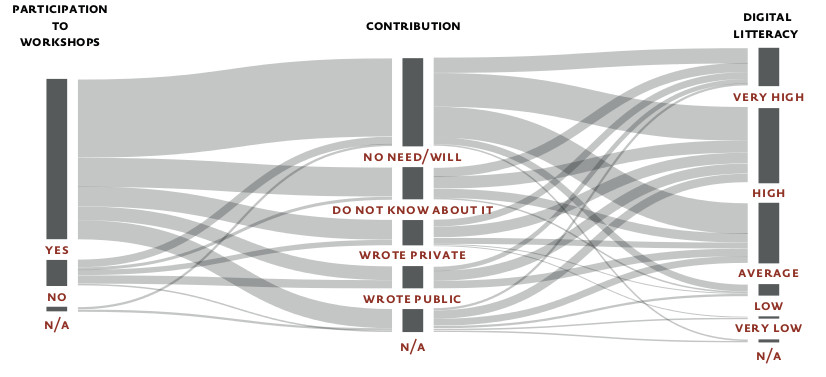 PARTICIPATION
TO
WORKSHOPS
YES
NO
N/A
CONTRIBUTION
NO NEED/WILL
DO NOT KNOW ABOUT IT
WROTE PRIVATE
WROTE PUBLIC
N/A
DIGITAL
LITTERACY
VERY HIGH
HIGH
AVERAGE
LOW
VERY LOW
N/A